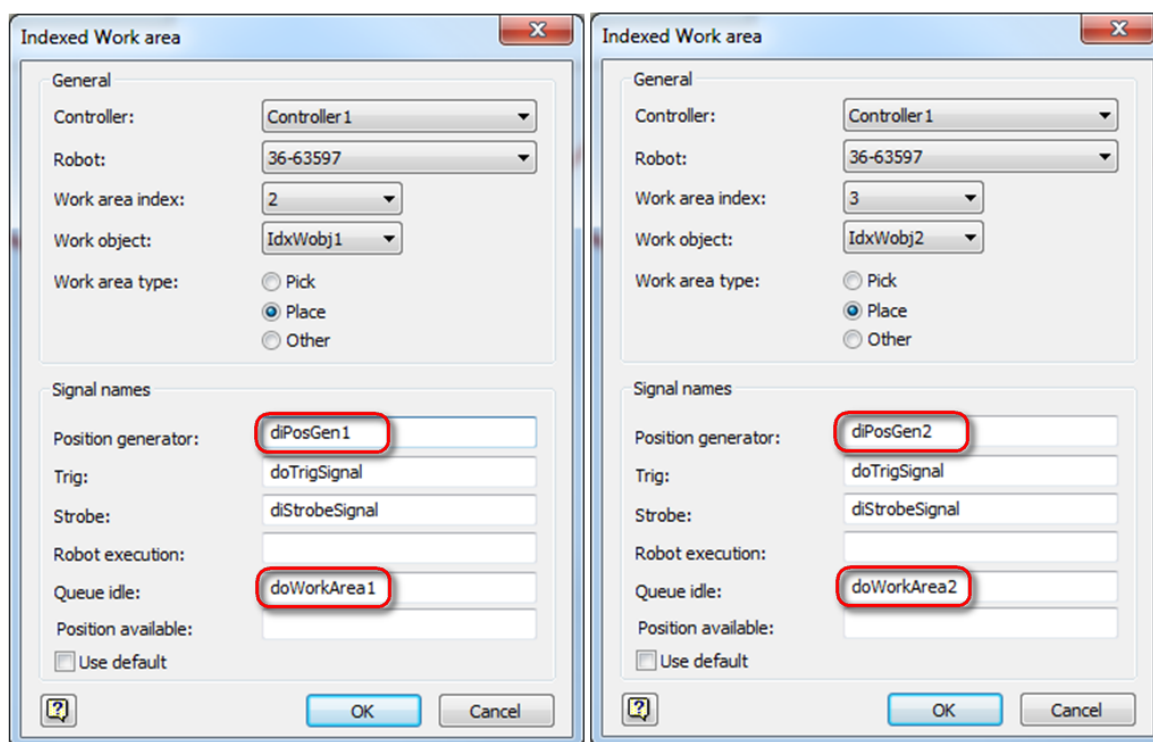 Indexed Work area
General
Controller:
Controller1
Robot:
36-63597
Work area index:
2
Work object:
IdxWobj1
Work area type:
Pick
Place
Other
Signal names
Position generator:
diPosGen1
Trig:
doTrigSignal
Strobe:
diStrobeSignal
Robot execution:
Queue idle:
doWorkArea1
Position available:
Use default
OK
Cancel
Indexed Work area
General
Controller:
Controller1
Robot:
36-63597
Work area index:
3
Work object:
IdxWobj2
Work area type:
Pick
Place
Other
Signal names
Position generator:
diPosGen2
Trig:
doTrigSignal
Strobe:
diStrobeSignal
Robot execution:
Queue idle:
doWorkArea2
Position available:
Use default
OK
Cancel